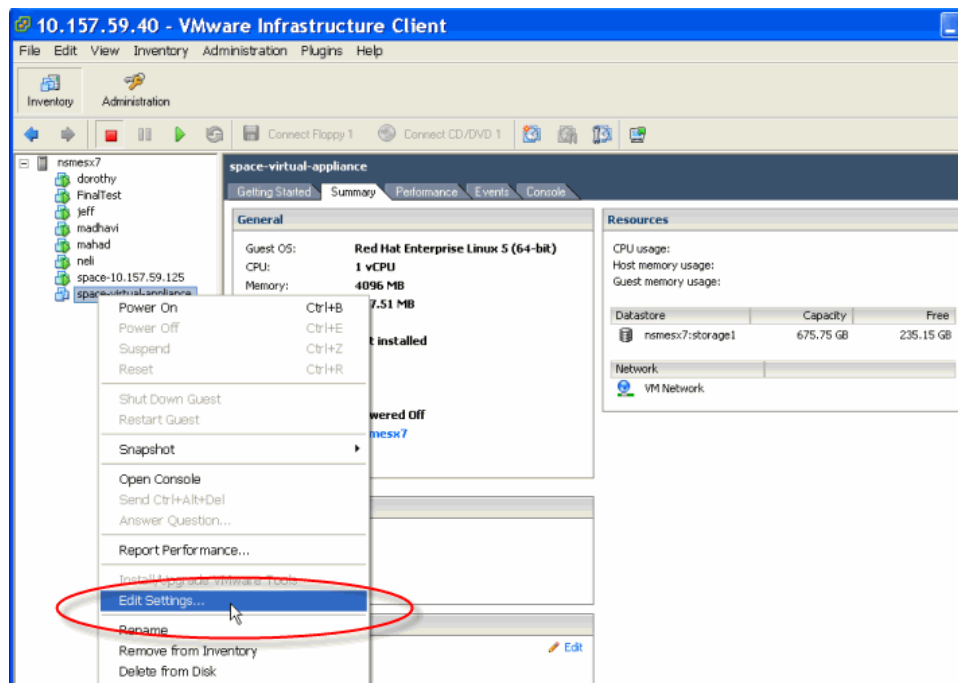 10.157.59.40 - VMware Infrastructure Client
File Edit View Inventory Administration Plugins Help
Inventory Administration
Connect Floppy 1 Connect CD/DVD 1
nsmesx7
dorothy
FinalTest
jeff
madhavi
mahad
neli
space-10.157.59.125
space-virtual-appliance
space-virtual-appliance
Getting Started Summary Performance Events Console
General
Guest OS: Red Hat Enterprise Linux 5 (64-bit)
CPU: 1 vCPU
Memory: 4096 MB
7.51 MB
t installed
wered Off
mesx7
Edit
Resources
CPU usage:
Host memory usage:
Guest memory usage:
Datastore Capacity Free
nsmesx7:storage1 675.75 GB 235.15 GB
Network
VM Network
Power On Ctrl+B
Power Off Ctrl+E
Suspend Ctrl+Z
Reset Ctrl+R
Shut Down Guest
Restart Guest
Snapshot
Open Console
Send Ctrl+Alt+Del
Answer Question...
Report Performance...
Install/Upgrade VMware Tools
Edit Settings...
Rename
Remove from Inventory
Delete from Disk